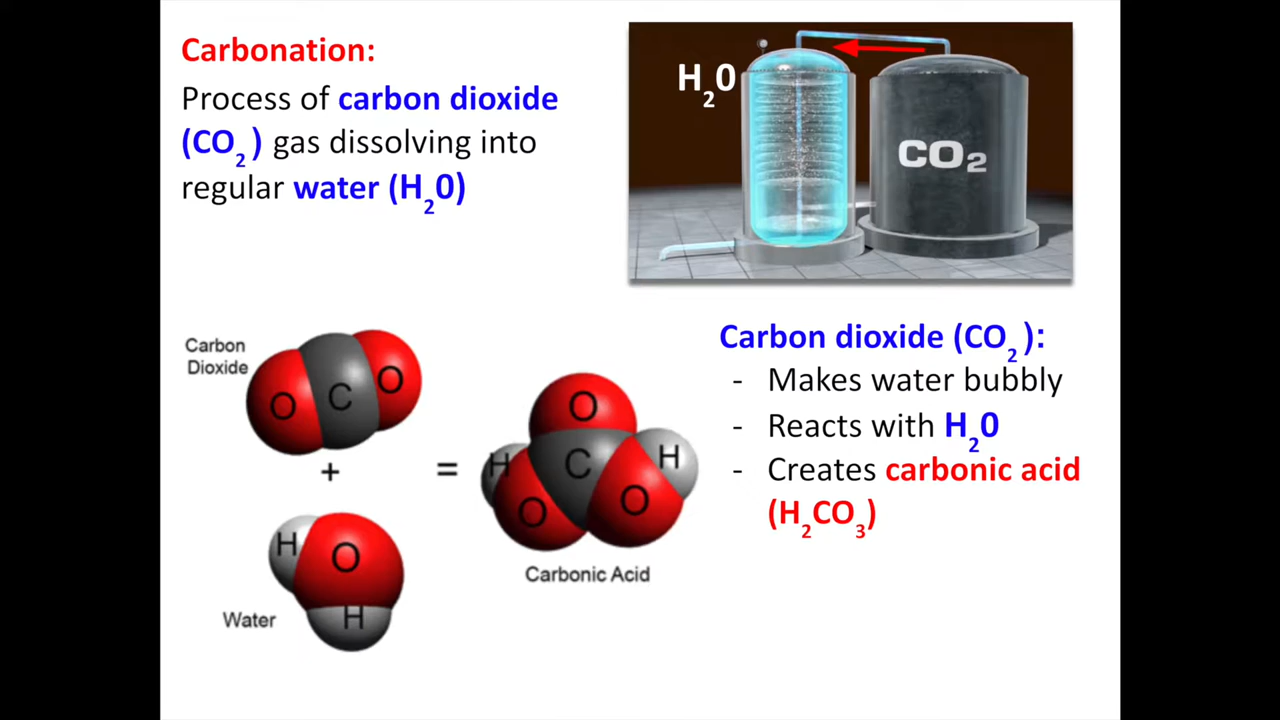 Carbonation:
Process of carbon dioxide
(CO₂ ) gas dissolving into
regular water (H₂0)
H₂0
CO₂
Carbon
Dioxide
O
C
O
+
=
H
O
H
Water
O
H
C
H
O
O
Carbonic Acid
Carbon dioxide (CO₂ ):
- Makes water bubbly
- Reacts with H₂0
- Creates carbonic acid
(H₂CO₃)